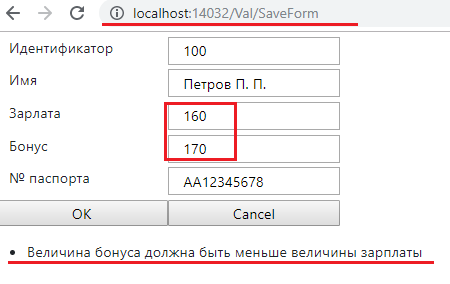 localhost:14032/Val/SaveForm
Идентификатор 100
Имя Петров П. П.
Зарлата 160
Бонус 170
№ паспорта АА12345678
OK Cancel
• Величина бонуса должна быть меньше величины зарплаты